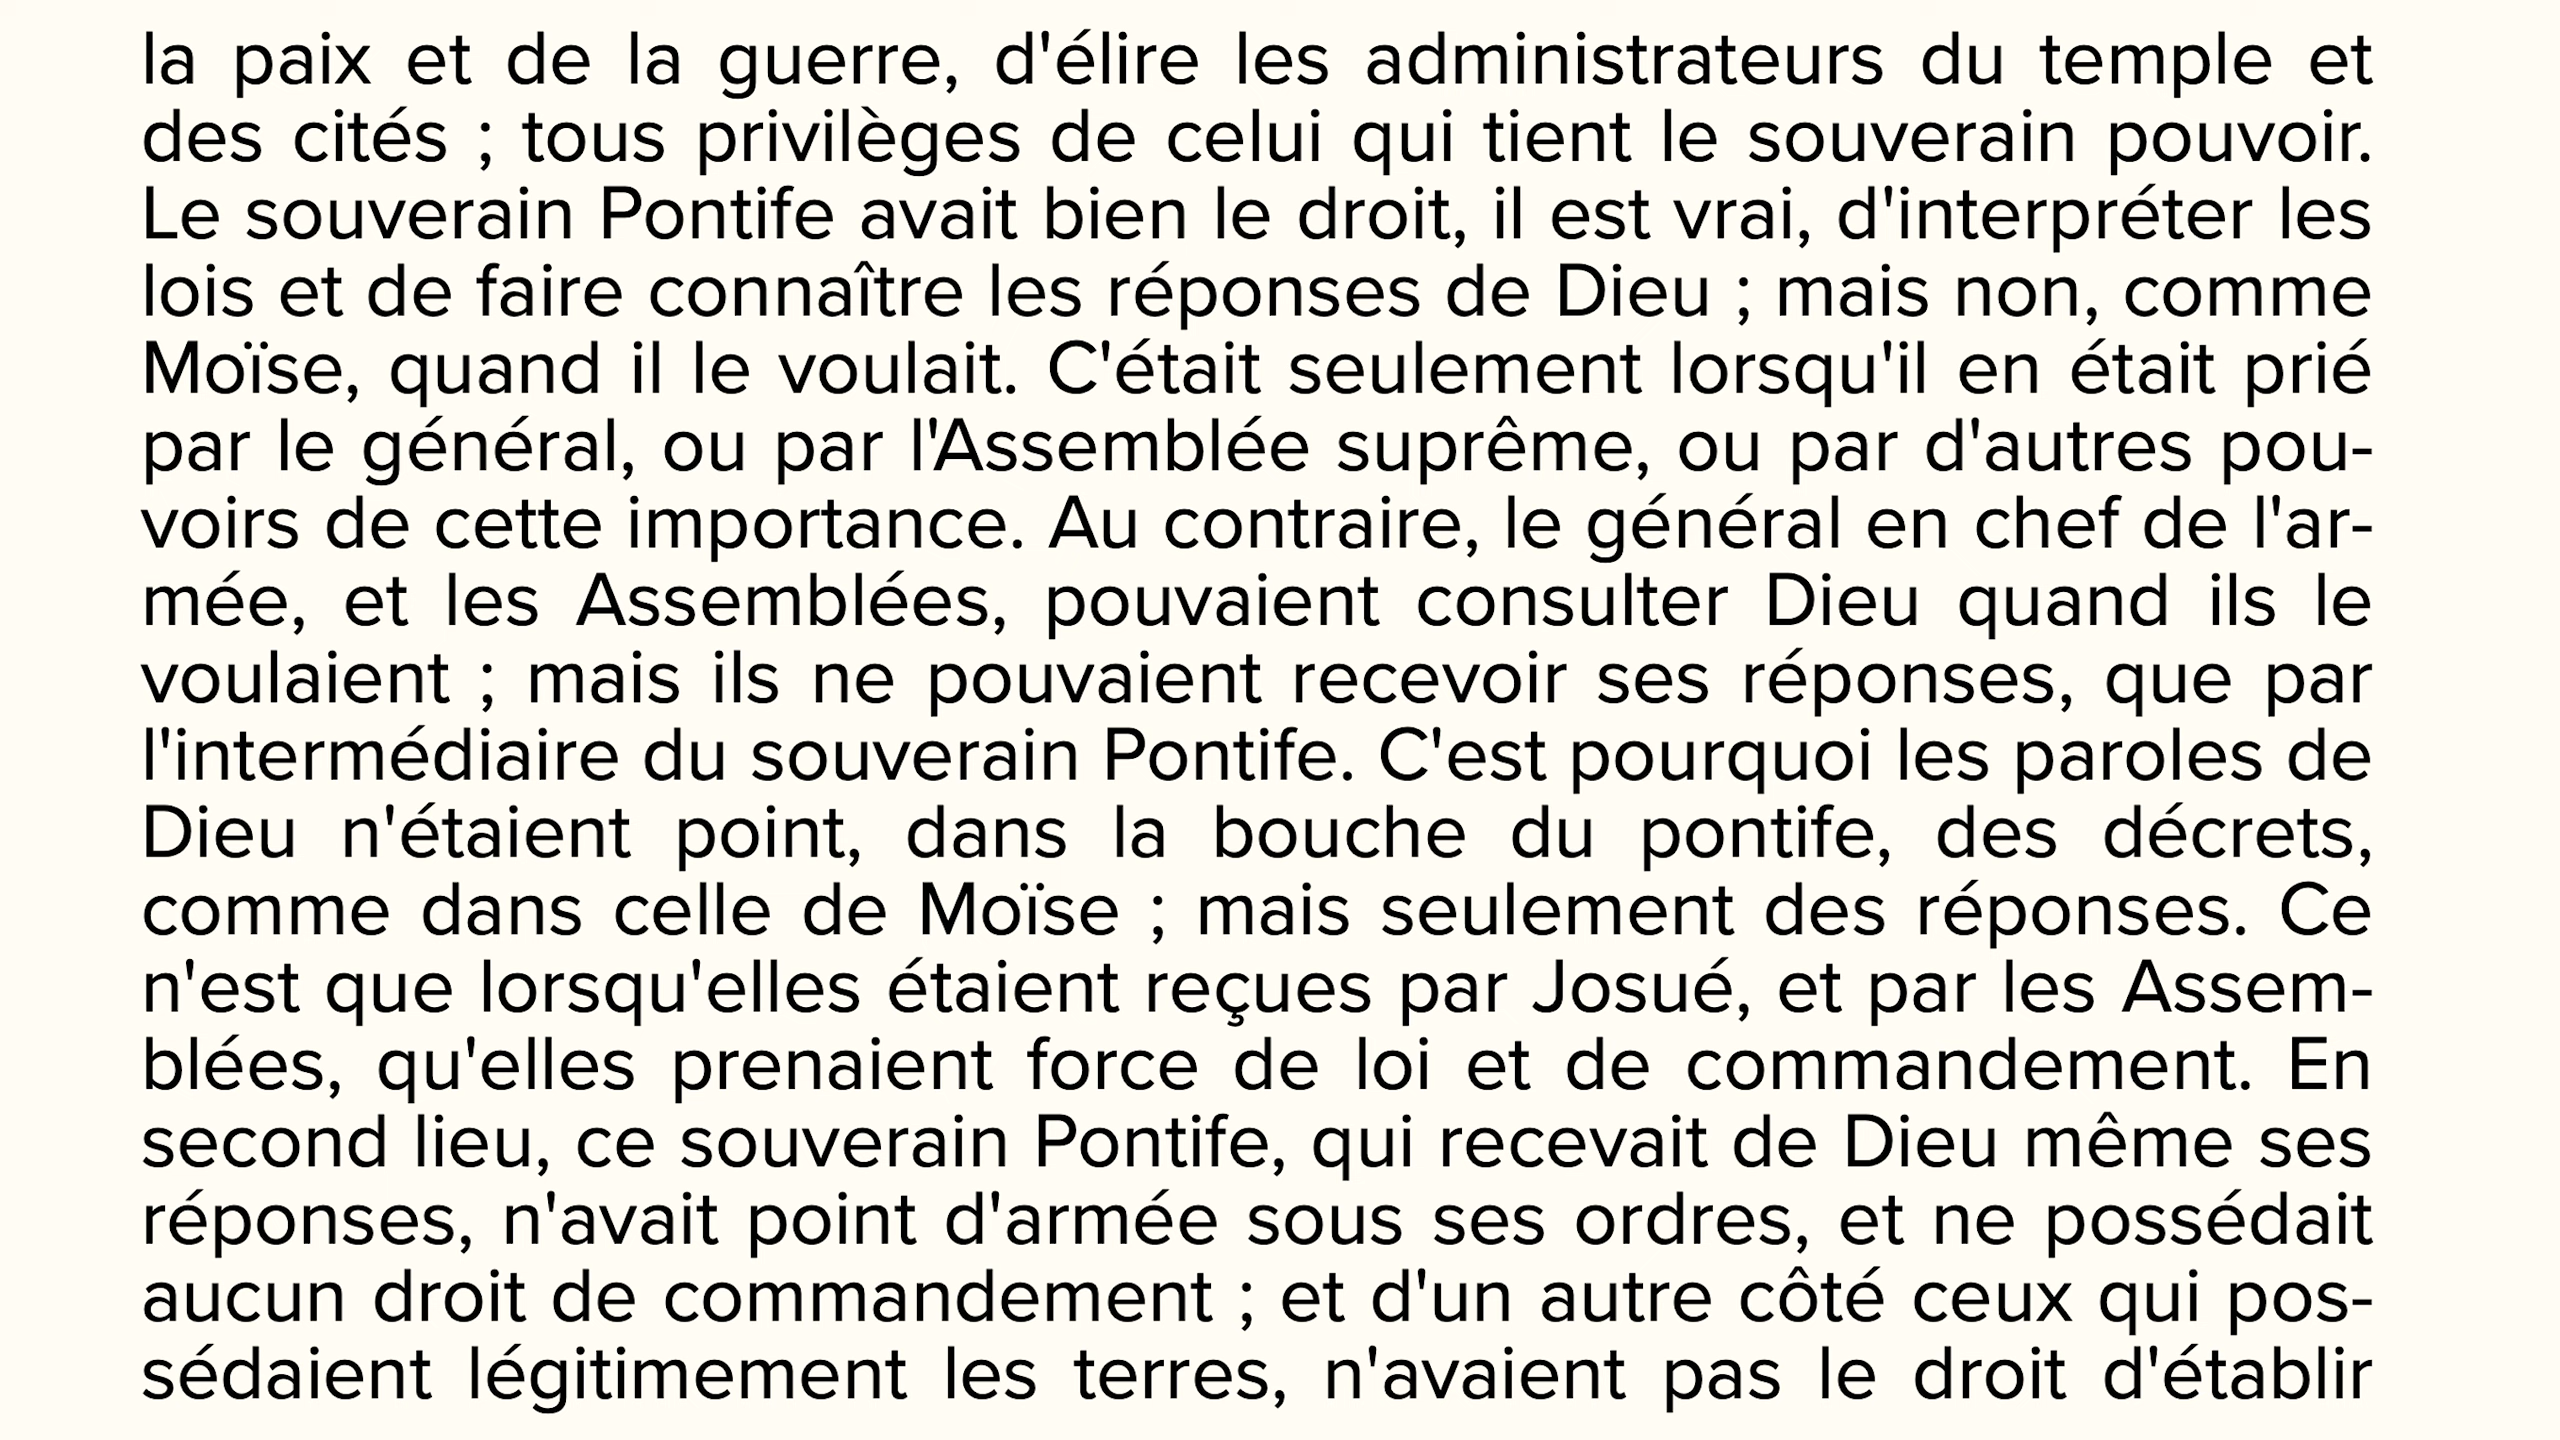 la paix et de la guerre, d'élire les administrateurs du temple et
des cités ; tous privilèges de celui qui tient le souverain pouvoir.
Le souverain Pontife avait bien le droit, il est vrai, d'interpréter les
lois et de faire connaître les réponses de Dieu ; mais non, comme
Moïse, quand il le voulait. C'était seulement lorsqu'il en était prié
par le général, ou par l'Assemblée suprême, ou par d'autres pou-
voirs de cette importance. Au contraire, le général en chef de l'ar-
mée, et les Assemblées, pouvaient consulter Dieu quand ils le
voulaient ; mais ils ne pouvaient recevoir ses réponses, que par
l'intermédiaire du souverain Pontife. C'est pourquoi les paroles de
Dieu n'étaient point, dans la bouche du pontife, des décrets,
comme dans celle de Moïse ; mais seulement des réponses. Ce
n'est que lorsqu'elles étaient reçues par Josué, et par les Assem-
blées, qu'elles prenaient force de loi et de commandement. En
second lieu, ce souverain Pontife, qui recevait de Dieu même ses
réponses, n'avait point d'armée sous ses ordres, et ne possédait
aucun droit de commandement ; et d'un autre côté ceux qui pos-
sédaient légitimement les terres, n'avaient pas le droit d'établir